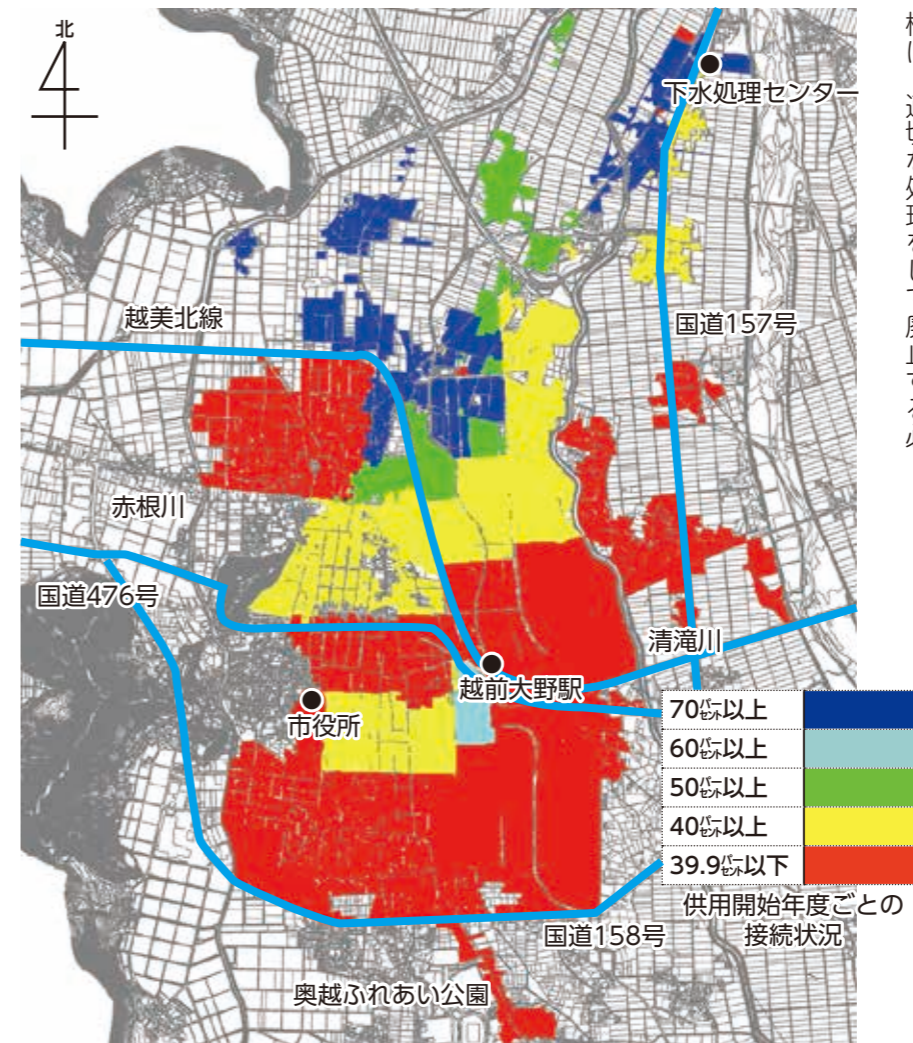 北
下水処理センター
越美北線
国道157号
赤根川
国道476号
清滝川
越前大野駅
市役所
70パーセント以上
60パーセント以上
50パーセント以上
40パーセント以上
39.9パーセント以下
供用開始年度ごとの
接続状況
国道158号
奥越ふれあい公園